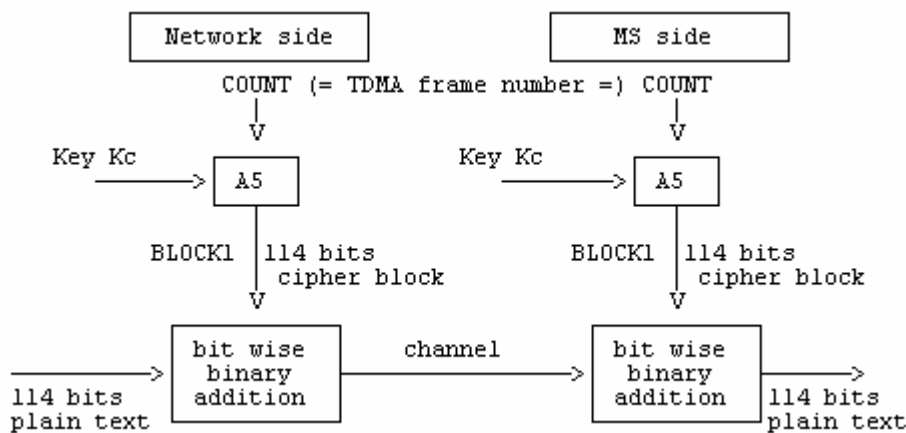 Network side
MS side
COUNT (= TDMA frame number =) COUNT
V
V
Key Kc
A5
Key Kc
A5
BLOCK1
114 bits
cipher block
BLOCK1
114 bits
cipher block
V
V
bit wise
binary
addition
channel
bit wise
binary
addition
114 bits
plain text
114 bits
plain text